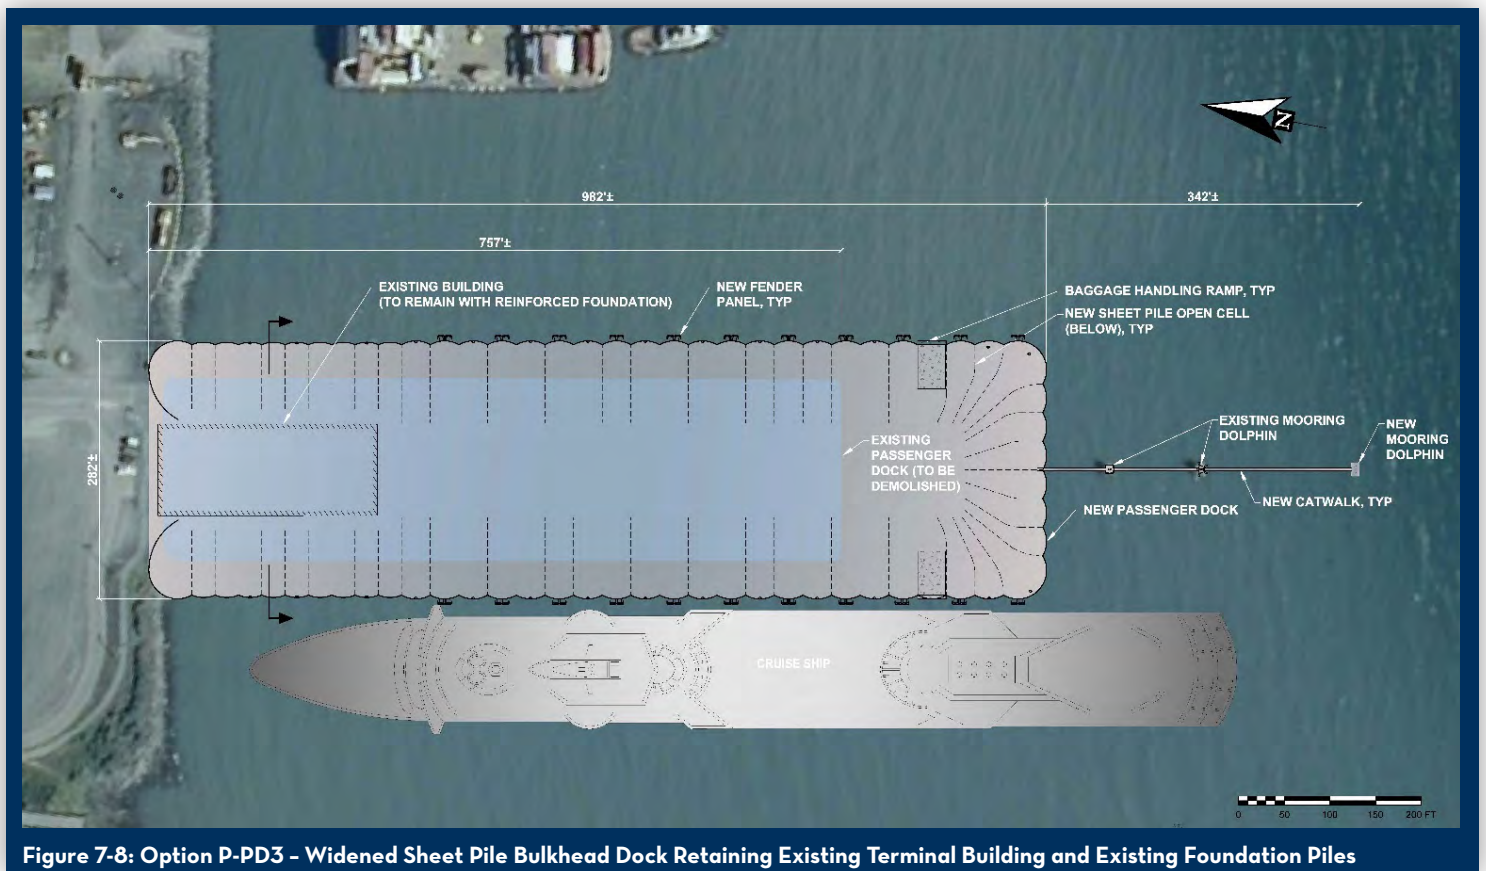 N
982'±
342'±
757'±
EXISTING BUILDING
(TO REMAIN WITH REINFORCED FOUNDATION)
NEW FENDER
PANEL, TYP
BAGGAGE HANDLING RAMP, TYP
NEW SHEET PILE OPEN CELL
(BELOW), TYP
282'±
EXISTING
PASSENGER
DOCK (TO BE
DEMOLISHED)
EXISTING MOORING
DOLPHIN
NEW
MOORING
DOLPHIN
NEW CATWALK, TYP
NEW PASSENGER DOCK
CRUISE SHIP
0 50 100 150 200 FT
Figure 7-8: Option P-PD3 – Widened Sheet Pile Bulkhead Dock Retaining Existing Terminal Building and Existing Foundation Piles